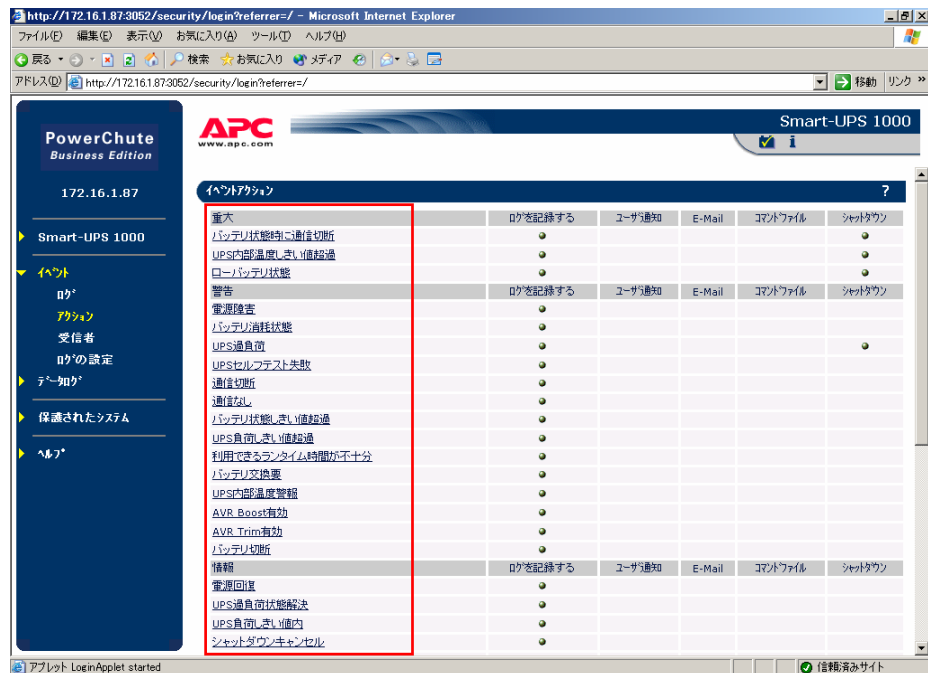 http://172.16.1.87:3052/security/login?referrer=/ - Microsoft Internet Explorer
ファイル(F) 編集(E) 表示(V) お気に入り(A) ツール(T) ヘルプ(H)
戻る 検索 お気に入り メディア
アドレス(D) http://172.16.1.87:3052/security/login?referrer=/ 移動 リンク »
PowerChute
Business Edition
APC
www.apc.com
Smart-UPS 1000
i
172.16.1.87
Smart-UPS 1000
イベント
ログ
アクション
受信者
ログの設定
データログ
保護されたシステム
ヘルプ
イベントアクション ?
重大 ログを記録する ユーザ通知 E-Mail コマンドファイル シャットダウン
バッテリ状態時に通信切断
UPS内部温度しきい値超過
ローバッテリ状態
警告 ログを記録する ユーザ通知 E-Mail コマンドファイル シャットダウン
電源障害
バッテリ消耗状態
UPS過負荷
UPSセルフテスト失敗
通信切断
通信なし
バッテリ状態しきい値超過
UPS負荷しきい値超過
利用できるランタイム時間が不十分
バッテリ交換要
UPS内部温度警報
AVR Boost有効
AVR Trim有効
バッテリ切断
情報 ログを記録する ユーザ通知 E-Mail コマンドファイル シャットダウン
電源回復
UPS過負荷状態解決
UPS負荷しきい値内
シャットダウンキャンセル
アプレット LoginApplet started 信頼済みサイト